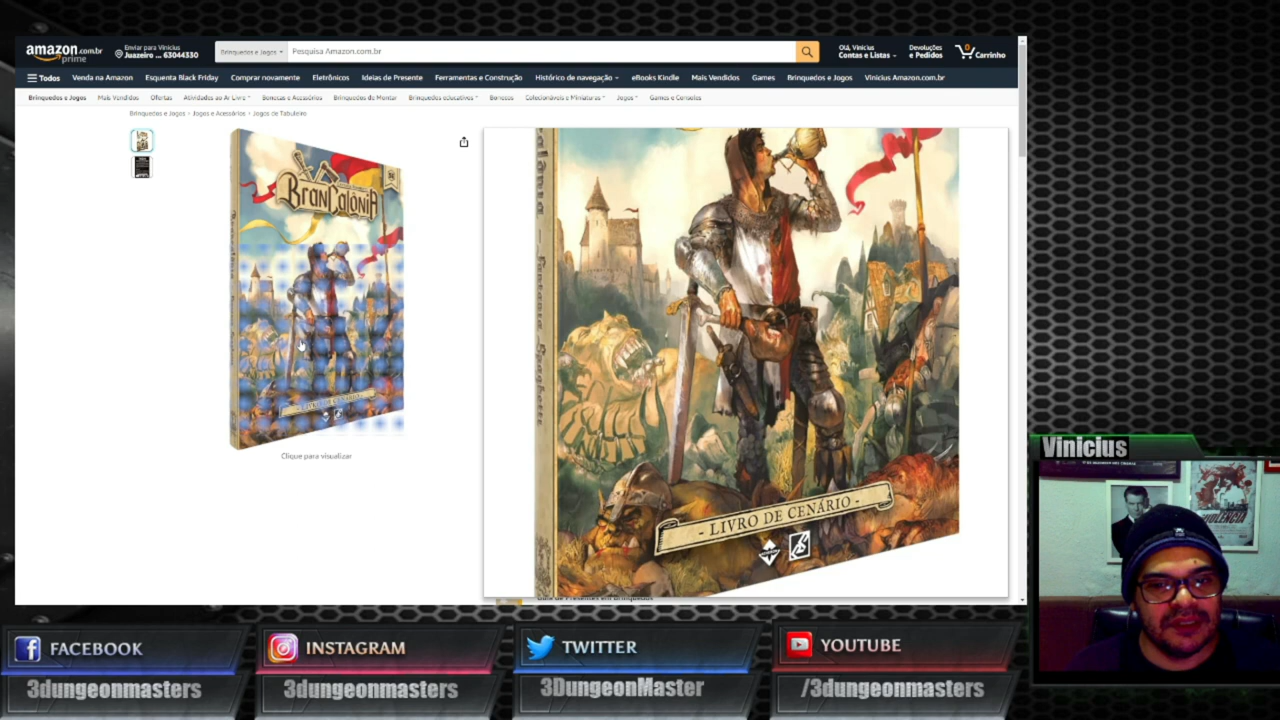 amazon.com.br
prime
Enviar para Vinicius
Juazeiro ... 63044330
Brinquedos e Jogos
Pesquisa Amazon.com.br
Olá, Vinicius
Contas e Listas
Devoluções
e Pedidos
0
Carrinho
Todos
Venda na Amazon
Esquenta Black Friday
Comprar novamente
Eletrônicos
Ideias de Presente
Ferramentas e Construção
Histórico de navegação
eBooks Kindle
Mais Vendidos
Games
Brinquedos e Jogos
Vinicius Amazon.com.br
Brinquedos e Jogos
Mais Vendidos
Ofertas
Atividades ao Ar Livre
Bonecas e Acessórios
Brinquedos de Montar
Brinquedos educativos
Bonecos
Colecionáveis e Miniaturas
Jogos
Games e Consoles
Brinquedos e Jogos › Jogos e Acessórios › Jogos de Tabuleiro
BranCalonia
- LIVRO DE CENÁRIO -
Clique para visualizar
- LIVRO DE CENÁRIO -
Vinicius
FACEBOOK
3dungeonmasters
INSTAGRAM
3dungeonmasters
TWITTER
3DungeonMaster
YOUTUBE
/3dungeonmasters